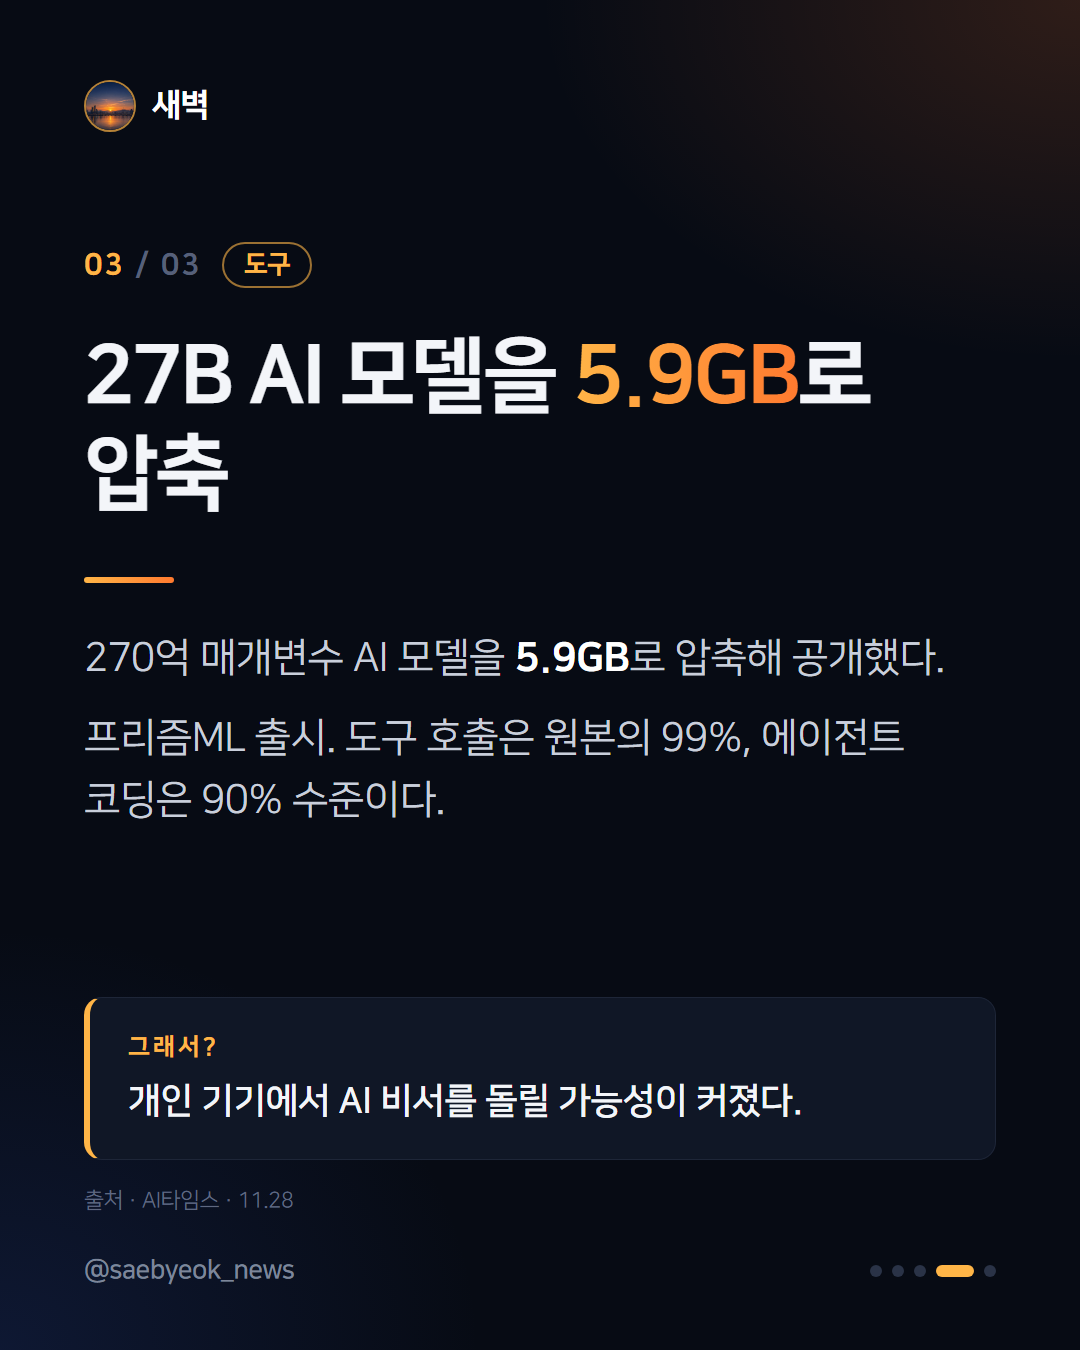 새벽
03 / 03 도구
27B AI 모델을 5.9GB로
압축
270억 매개변수 AI 모델을 5.9GB로 압축해 공개했다.
프리즘ML 출시. 도구 호출은 원본의 99%, 에이전트
코딩은 90% 수준이다.
그래서?
개인 기기에서 AI 비서를 돌릴 가능성이 커졌다.
출처 · AI타임스 · 11.28
@saebyeok_news